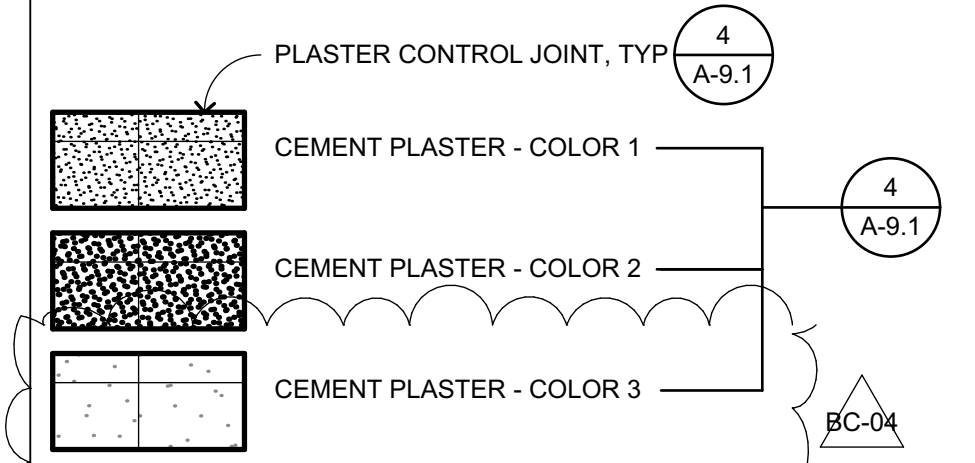 PLASTER CONTROL JOINT, TYP
4
A-9.1
CEMENT PLASTER - COLOR 1
4
A-9.1
CEMENT PLASTER - COLOR 2
CEMENT PLASTER - COLOR 3
BC-04